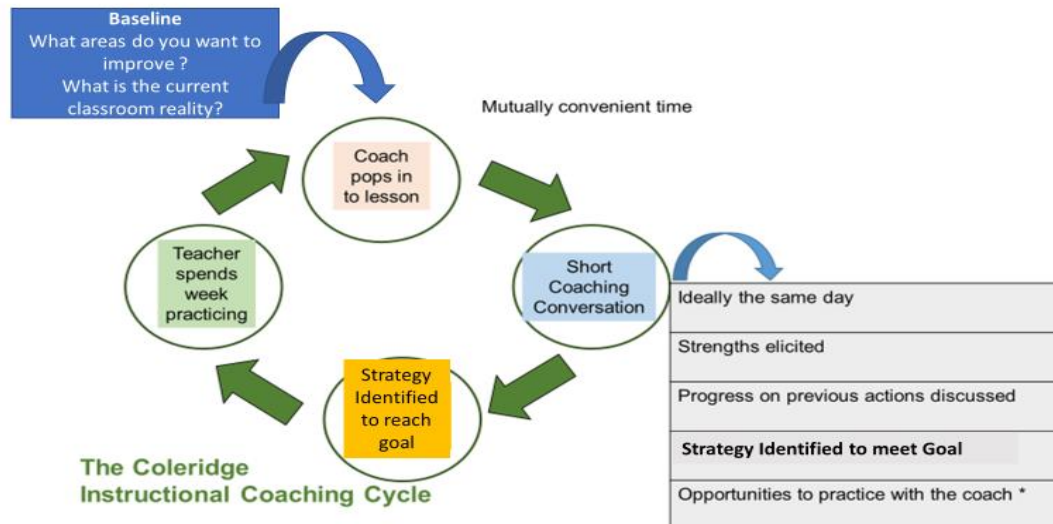 Baseline
What areas do you want to
improve ?
What is the current
classroom reality?
Mutually convenient time
Coach
pops in
to lesson
Short
Coaching
Conversation
Ideally the same day
Strengths elicited
Progress on previous actions discussed
Strategy Identified to meet Goal
Opportunities to practice with the coach *
Strategy
Identified
to reach
goal
Teacher
spends
week
practicing
The Coleridge
Instructional Coaching Cycle